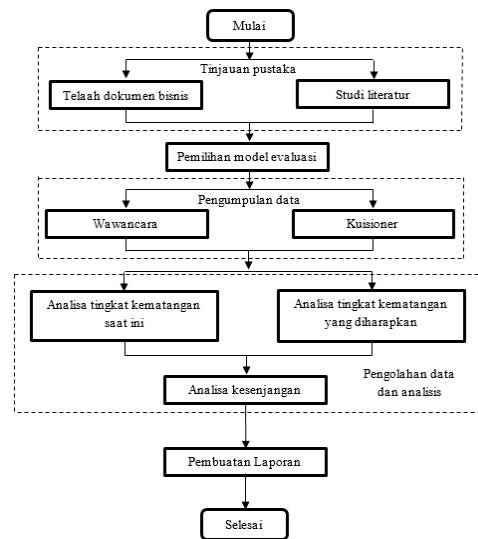 Mulai
Tinjauan pustaka
Telaah dokumen bisnis
Studi literatur
Pemilihan model evaluasi
Pengumpulan data
Wawancara
Kuisioner
Analisa tingkat kematangan
saat ini
Analisa tingkat kematangan
yang diharapkan
Pengolahan data
dan analisis
Analisa kesenjangan
Pembuatan Laporan
Selesai